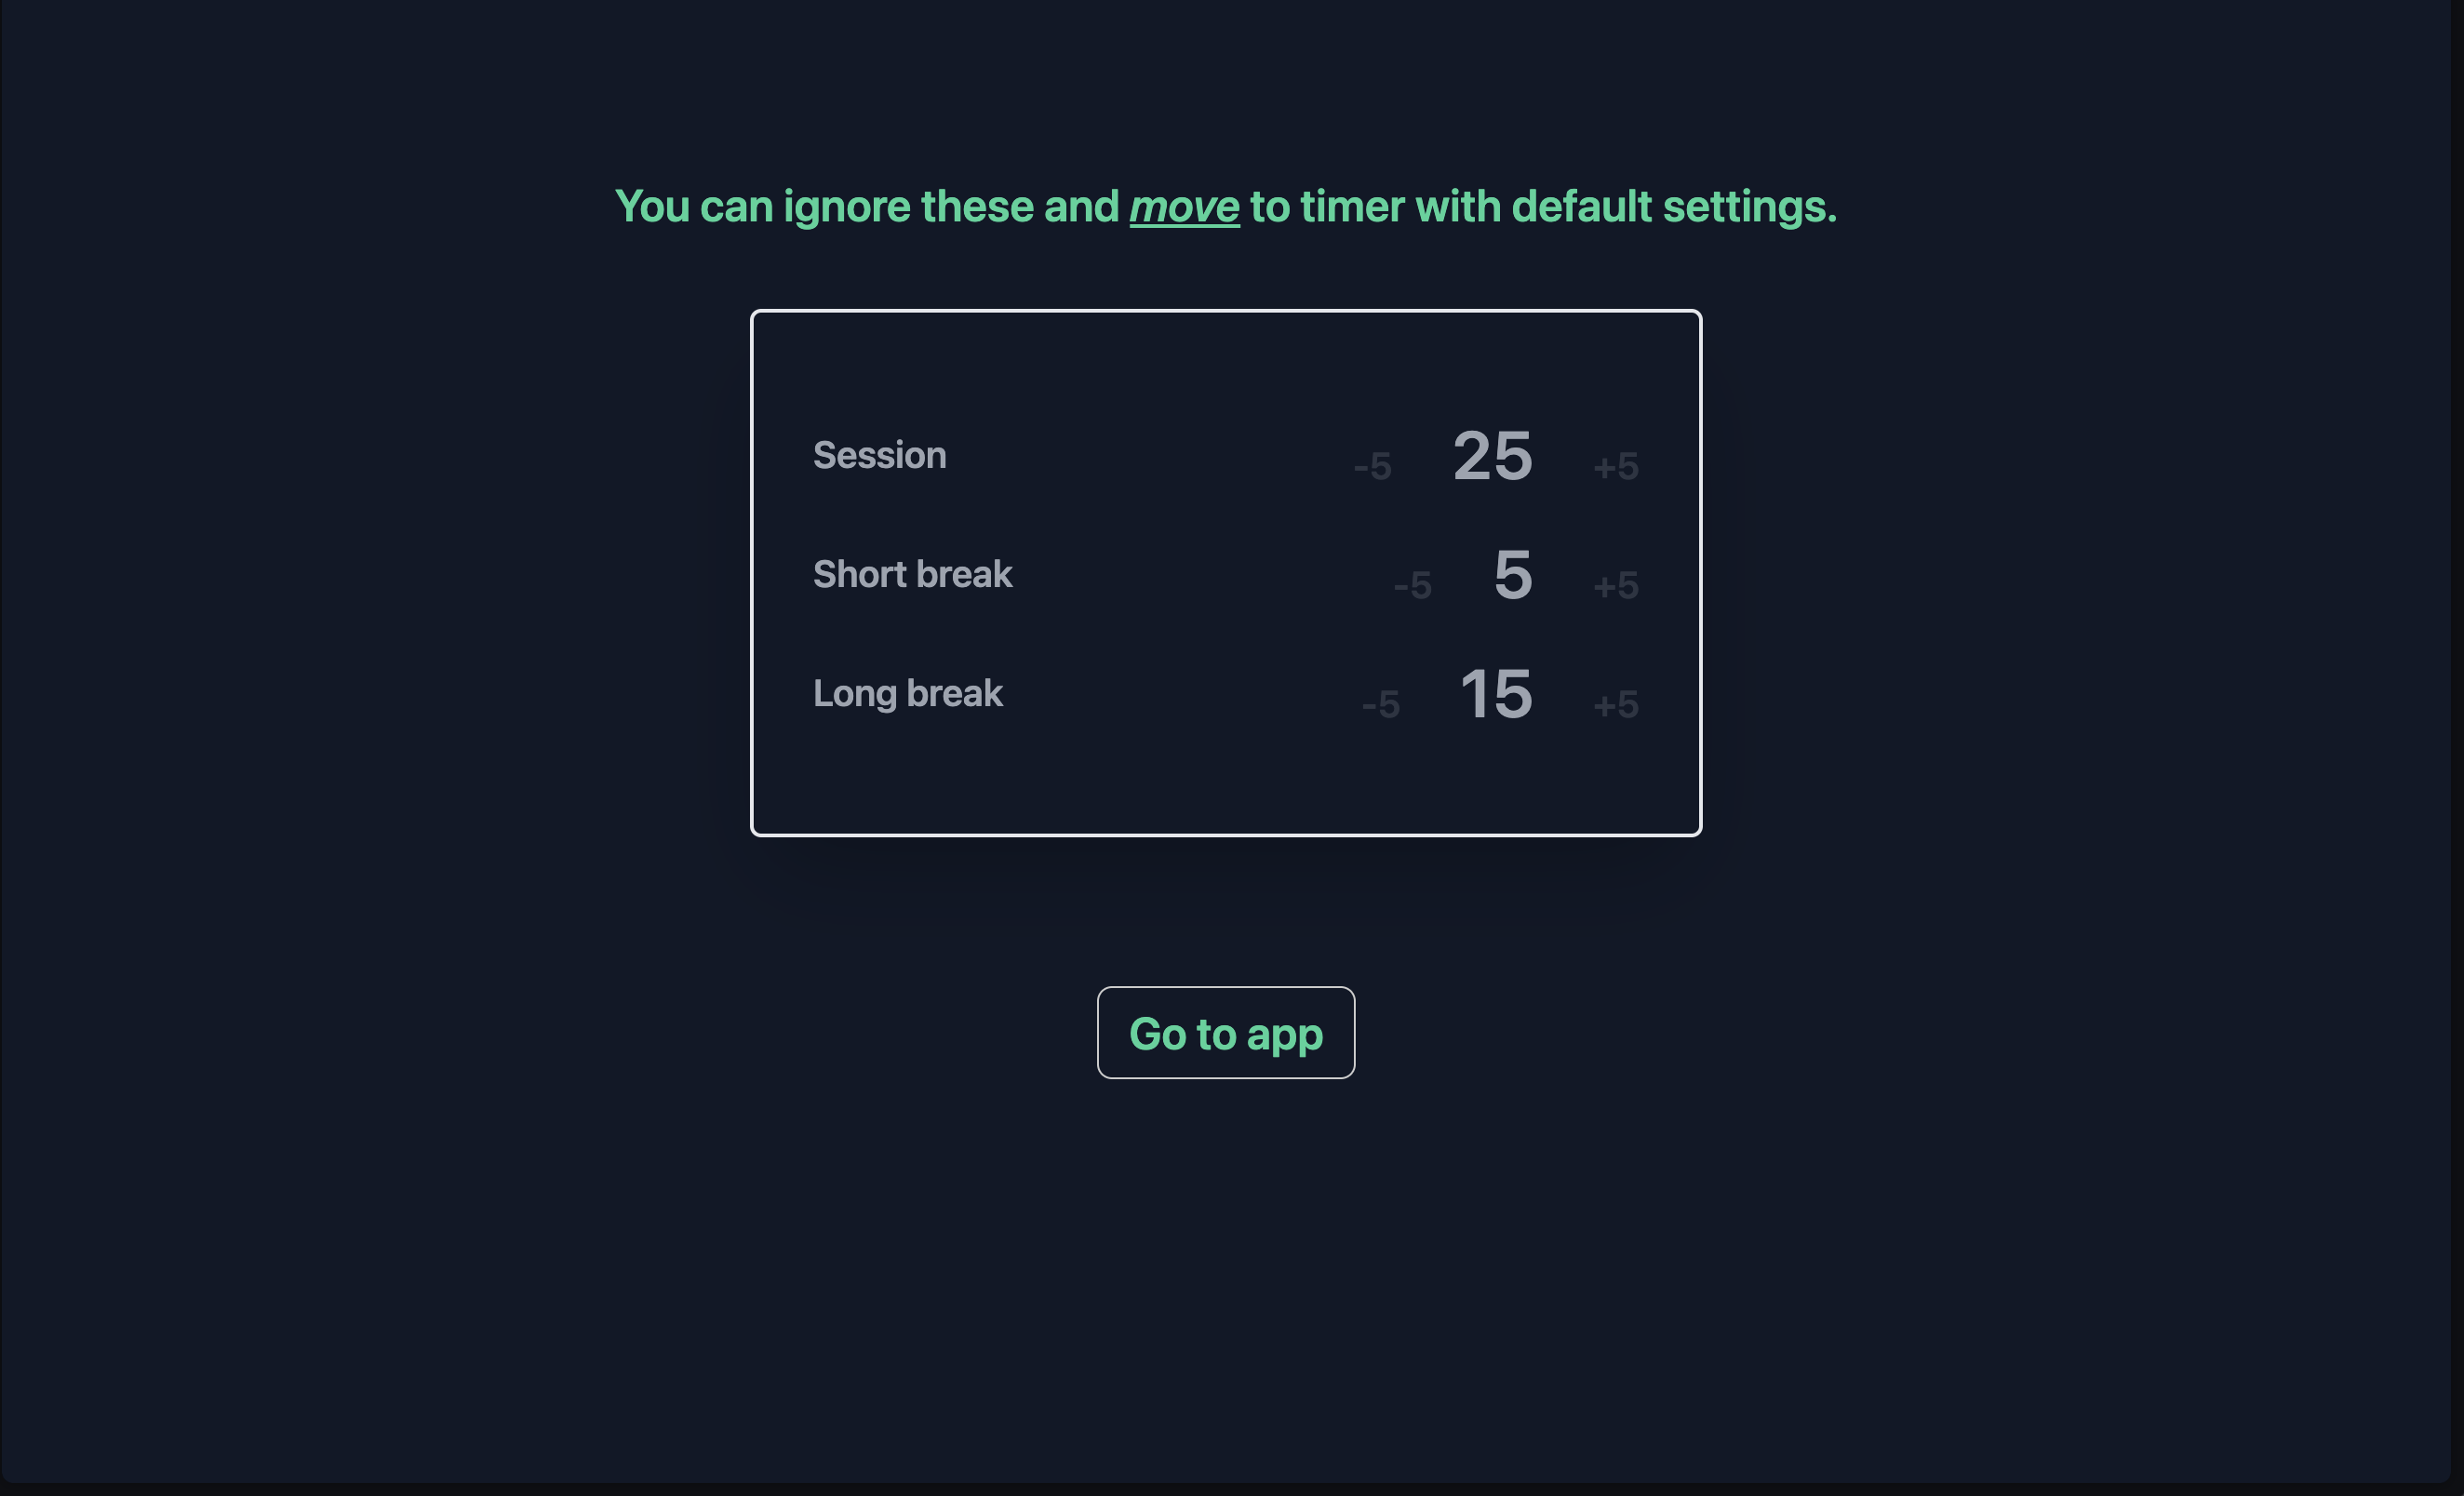 You can ignore these and move to timer with default settings.
Session -5 25 +5
Short break -5 5 +5
Long break -5 15 +5
Go to app